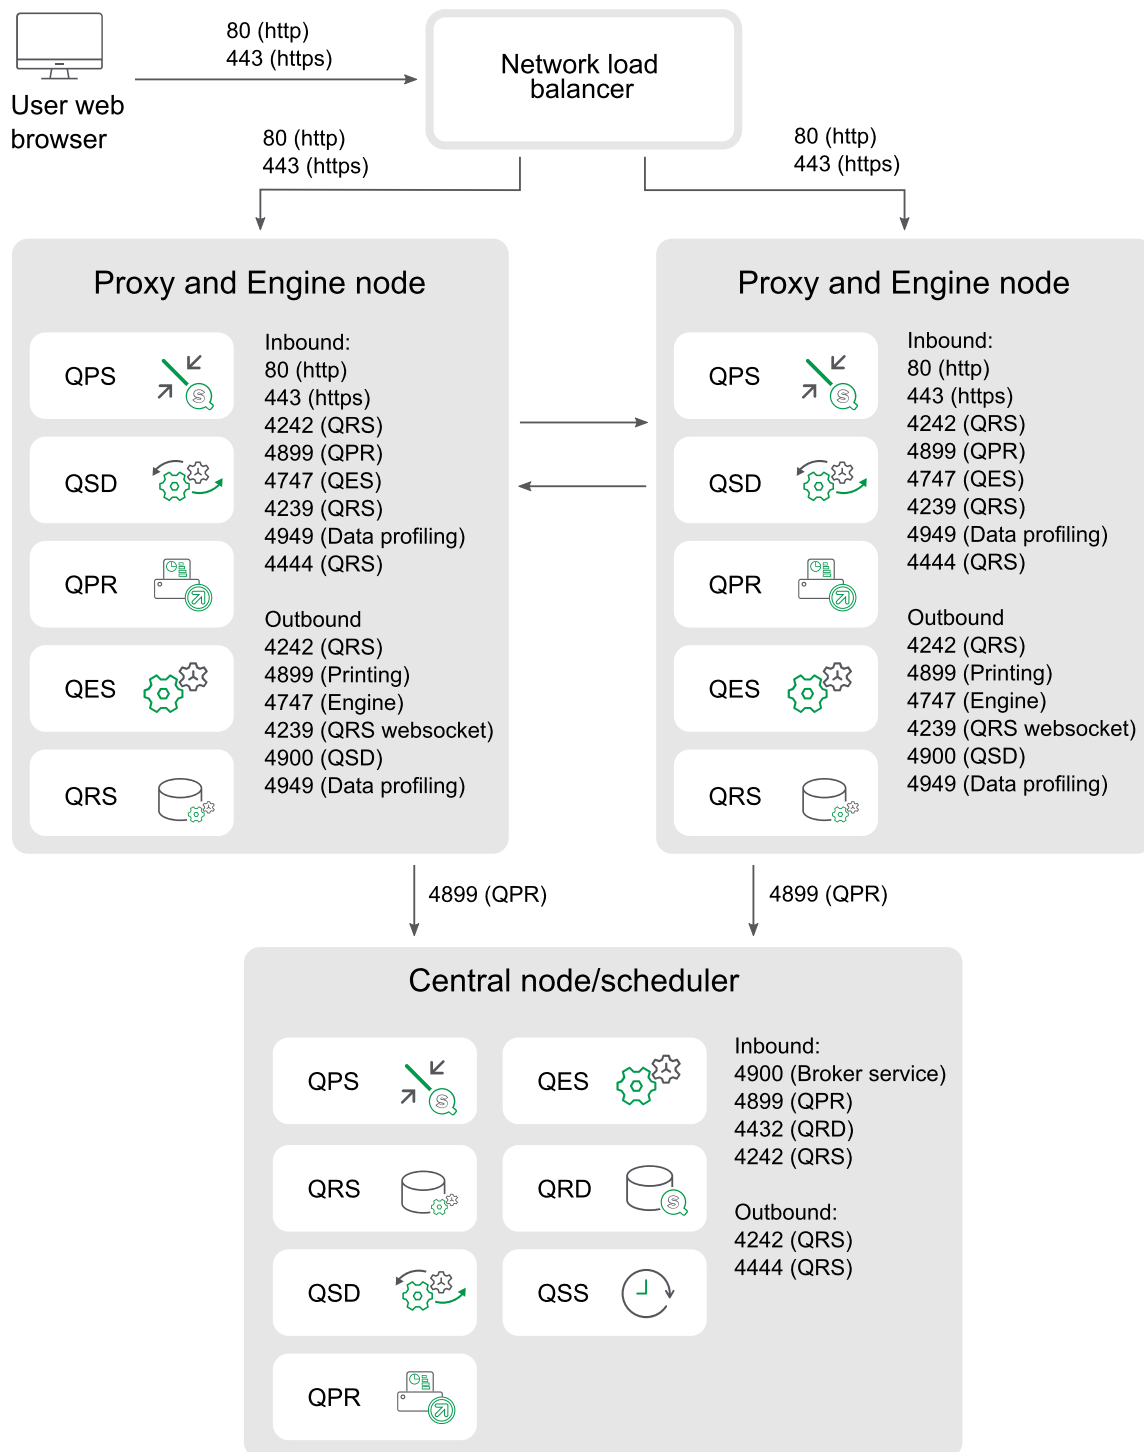 80 (http)
443 (https)
User web
browser
Network load
balancer
80 (http)
443 (https)
80 (http)
443 (https)
Proxy and Engine node
QPS
QSD
QPR
QES
QRS
Inbound:
80 (http)
443 (https)
4242 (QRS)
4899 (QPR)
4747 (QES)
4239 (QRS)
4949 (Data profiling)
4444 (QRS)
Outbound
4242 (QRS)
4899 (Printing)
4747 (Engine)
4239 (QRS websocket)
4900 (QSD)
4949 (Data profiling)
Proxy and Engine node
QPS
QSD
QPR
QES
QRS
Inbound:
80 (http)
443 (https)
4242 (QRS)
4899 (QPR)
4747 (QES)
4239 (QRS)
4949 (Data profiling)
4444 (QRS)
Outbound
4242 (QRS)
4899 (Printing)
4747 (Engine)
4239 (QRS websocket)
4900 (QSD)
4949 (Data profiling)
4899 (QPR)
4899 (QPR)
Central node/scheduler
QPS
QRS
QSD
QPR
QES
QRD
QSS
Inbound:
4900 (Broker service)
4899 (QPR)
4432 (QRD)
4242 (QRS)
Outbound:
4242 (QRS)
4444 (QRS)